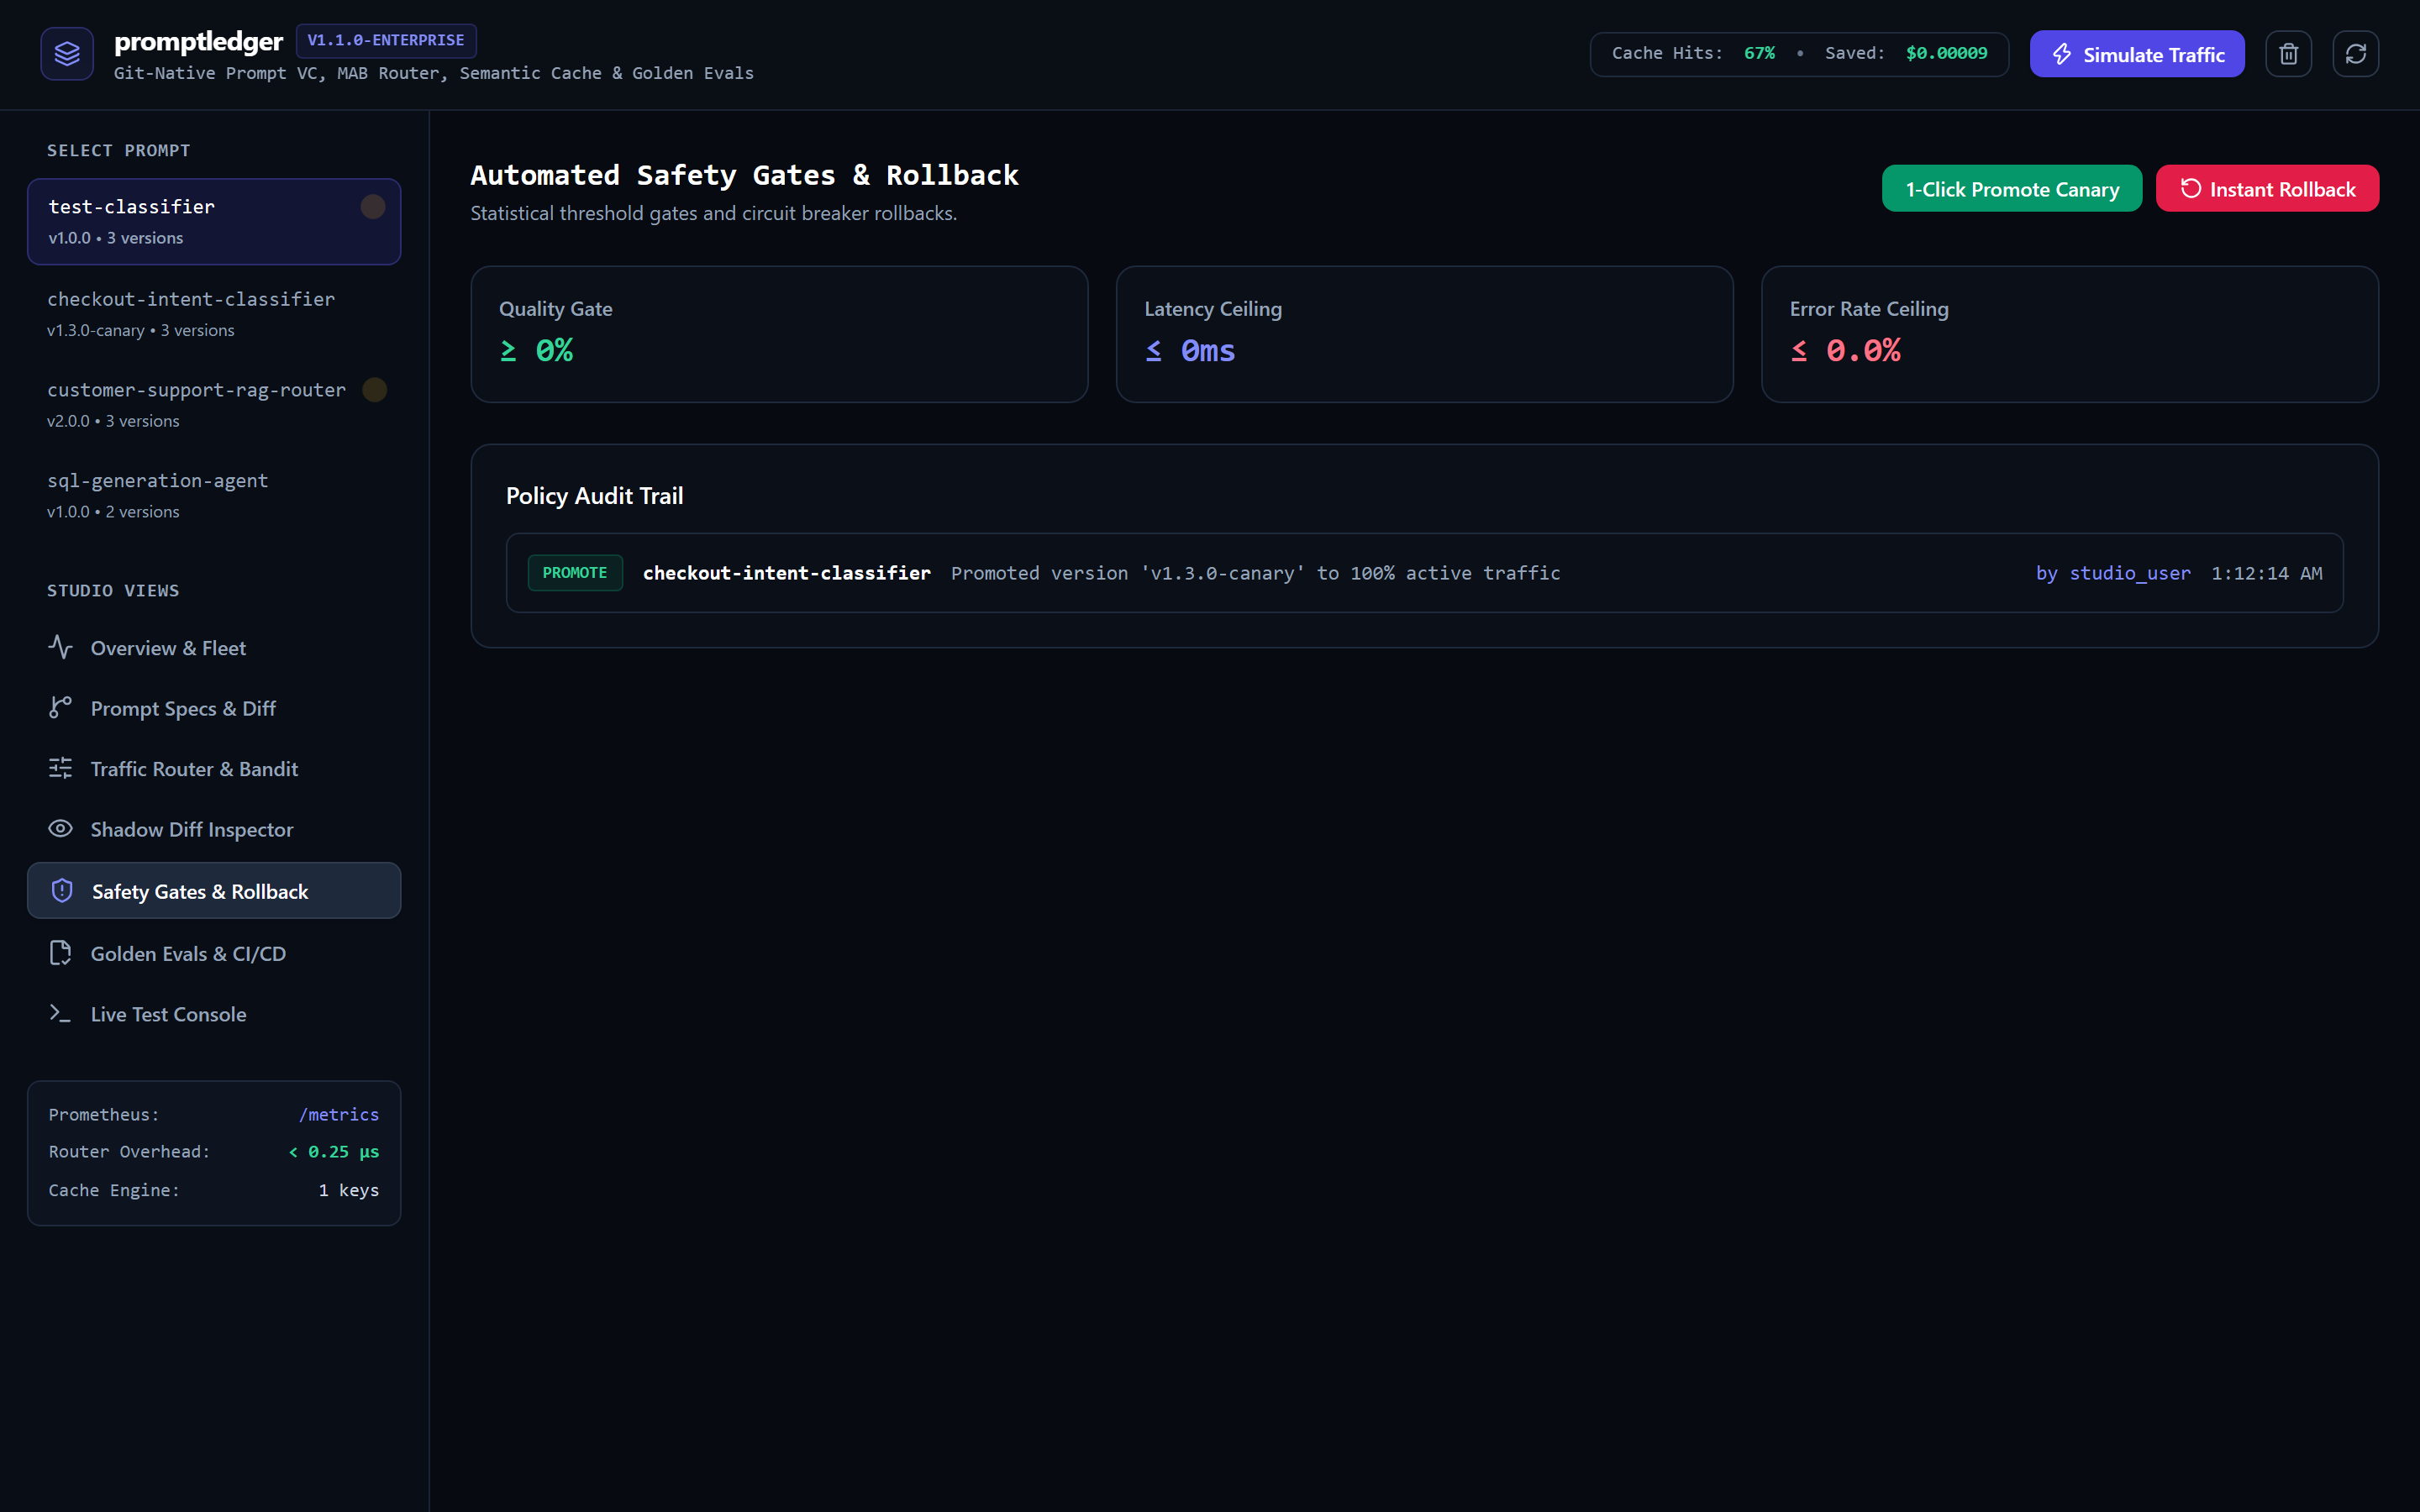 promptledger V1.1.0-ENTERPRISE
Git-Native Prompt VC, MAB Router, Semantic Cache & Golden Evals
Cache Hits: 67% • Saved: $0.00009
Simulate Traffic
SELECT PROMPT
test-classifier
v1.0.0 • 3 versions
checkout-intent-classifier
v1.3.0-canary • 3 versions
customer-support-rag-router
v2.0.0 • 3 versions
sql-generation-agent
v1.0.0 • 2 versions
STUDIO VIEWS
Overview & Fleet
Prompt Specs & Diff
Traffic Router & Bandit
Shadow Diff Inspector
Safety Gates & Rollback
Golden Evals & CI/CD
Live Test Console
Prometheus: /metrics
Router Overhead: < 0.25 µs
Cache Engine: 1 keys
Automated Safety Gates & Rollback
Statistical threshold gates and circuit breaker rollbacks.
1-Click Promote Canary
Instant Rollback
Quality Gate
≥ 0%
Latency Ceiling
≤ 0ms
Error Rate Ceiling
≤ 0.0%
Policy Audit Trail
PROMOTE checkout-intent-classifier Promoted version 'v1.3.0-canary' to 100% active traffic by studio_user 1:12:14 AM